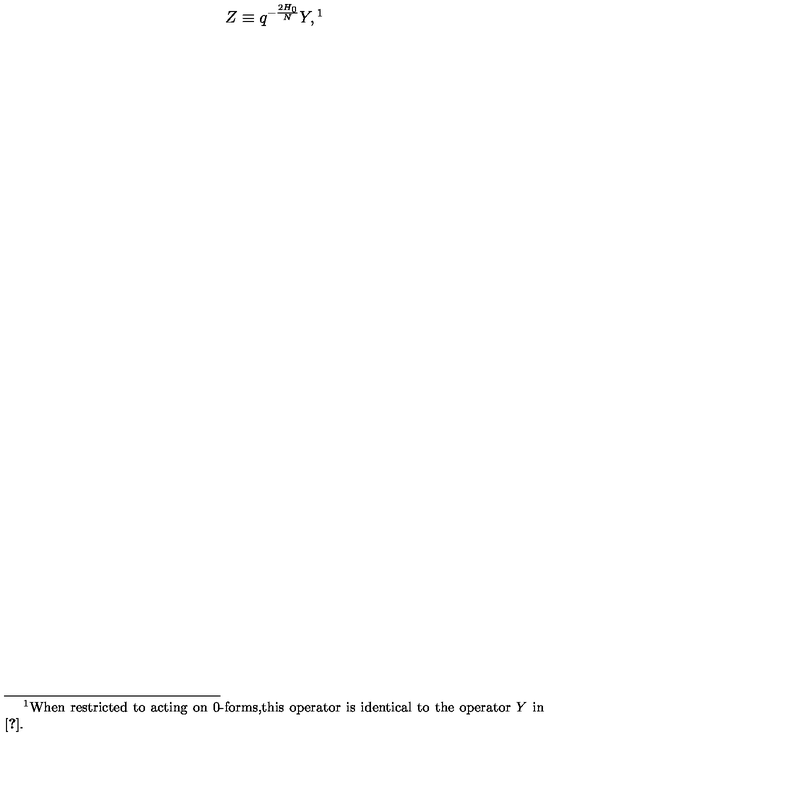 $Z \equiv q^{-\frac{2H_0}{N}} Y,$ $^1$
$^1$When restricted to acting on 0-forms,this operator is identical to the operator $Y$ in
[?].